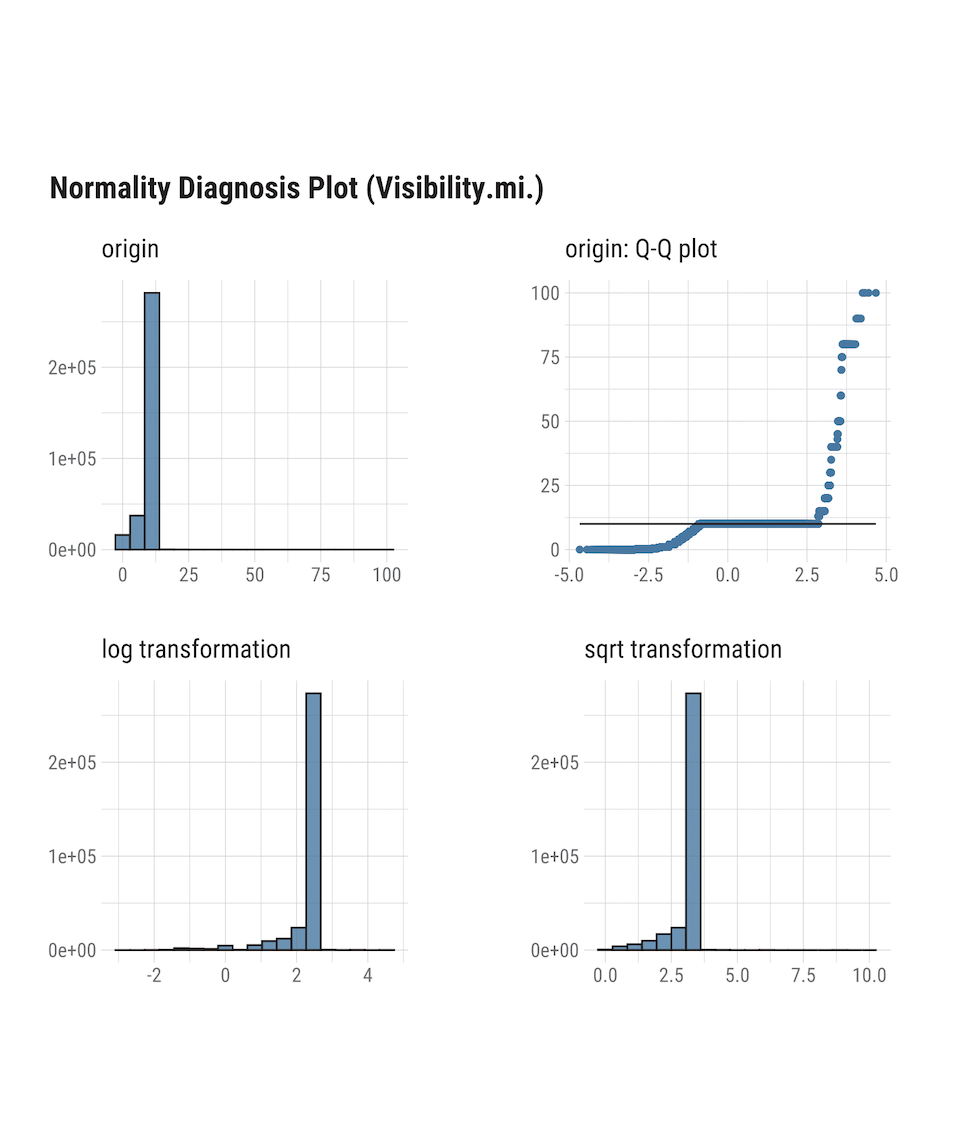 Normality Diagnosis Plot (Visibility.mi.)
origin
2e+05
1e+05
0e+00
0 25 50 75 100
origin: Q-Q plot
100
75
50
25
0
-5.0 -2.5 0.0 2.5 5.0
log transformation
2e+05
1e+05
0e+00
-2 0 2 4
sqrt transformation
2e+05
1e+05
0e+00
0.0 2.5 5.0 7.5 10.0